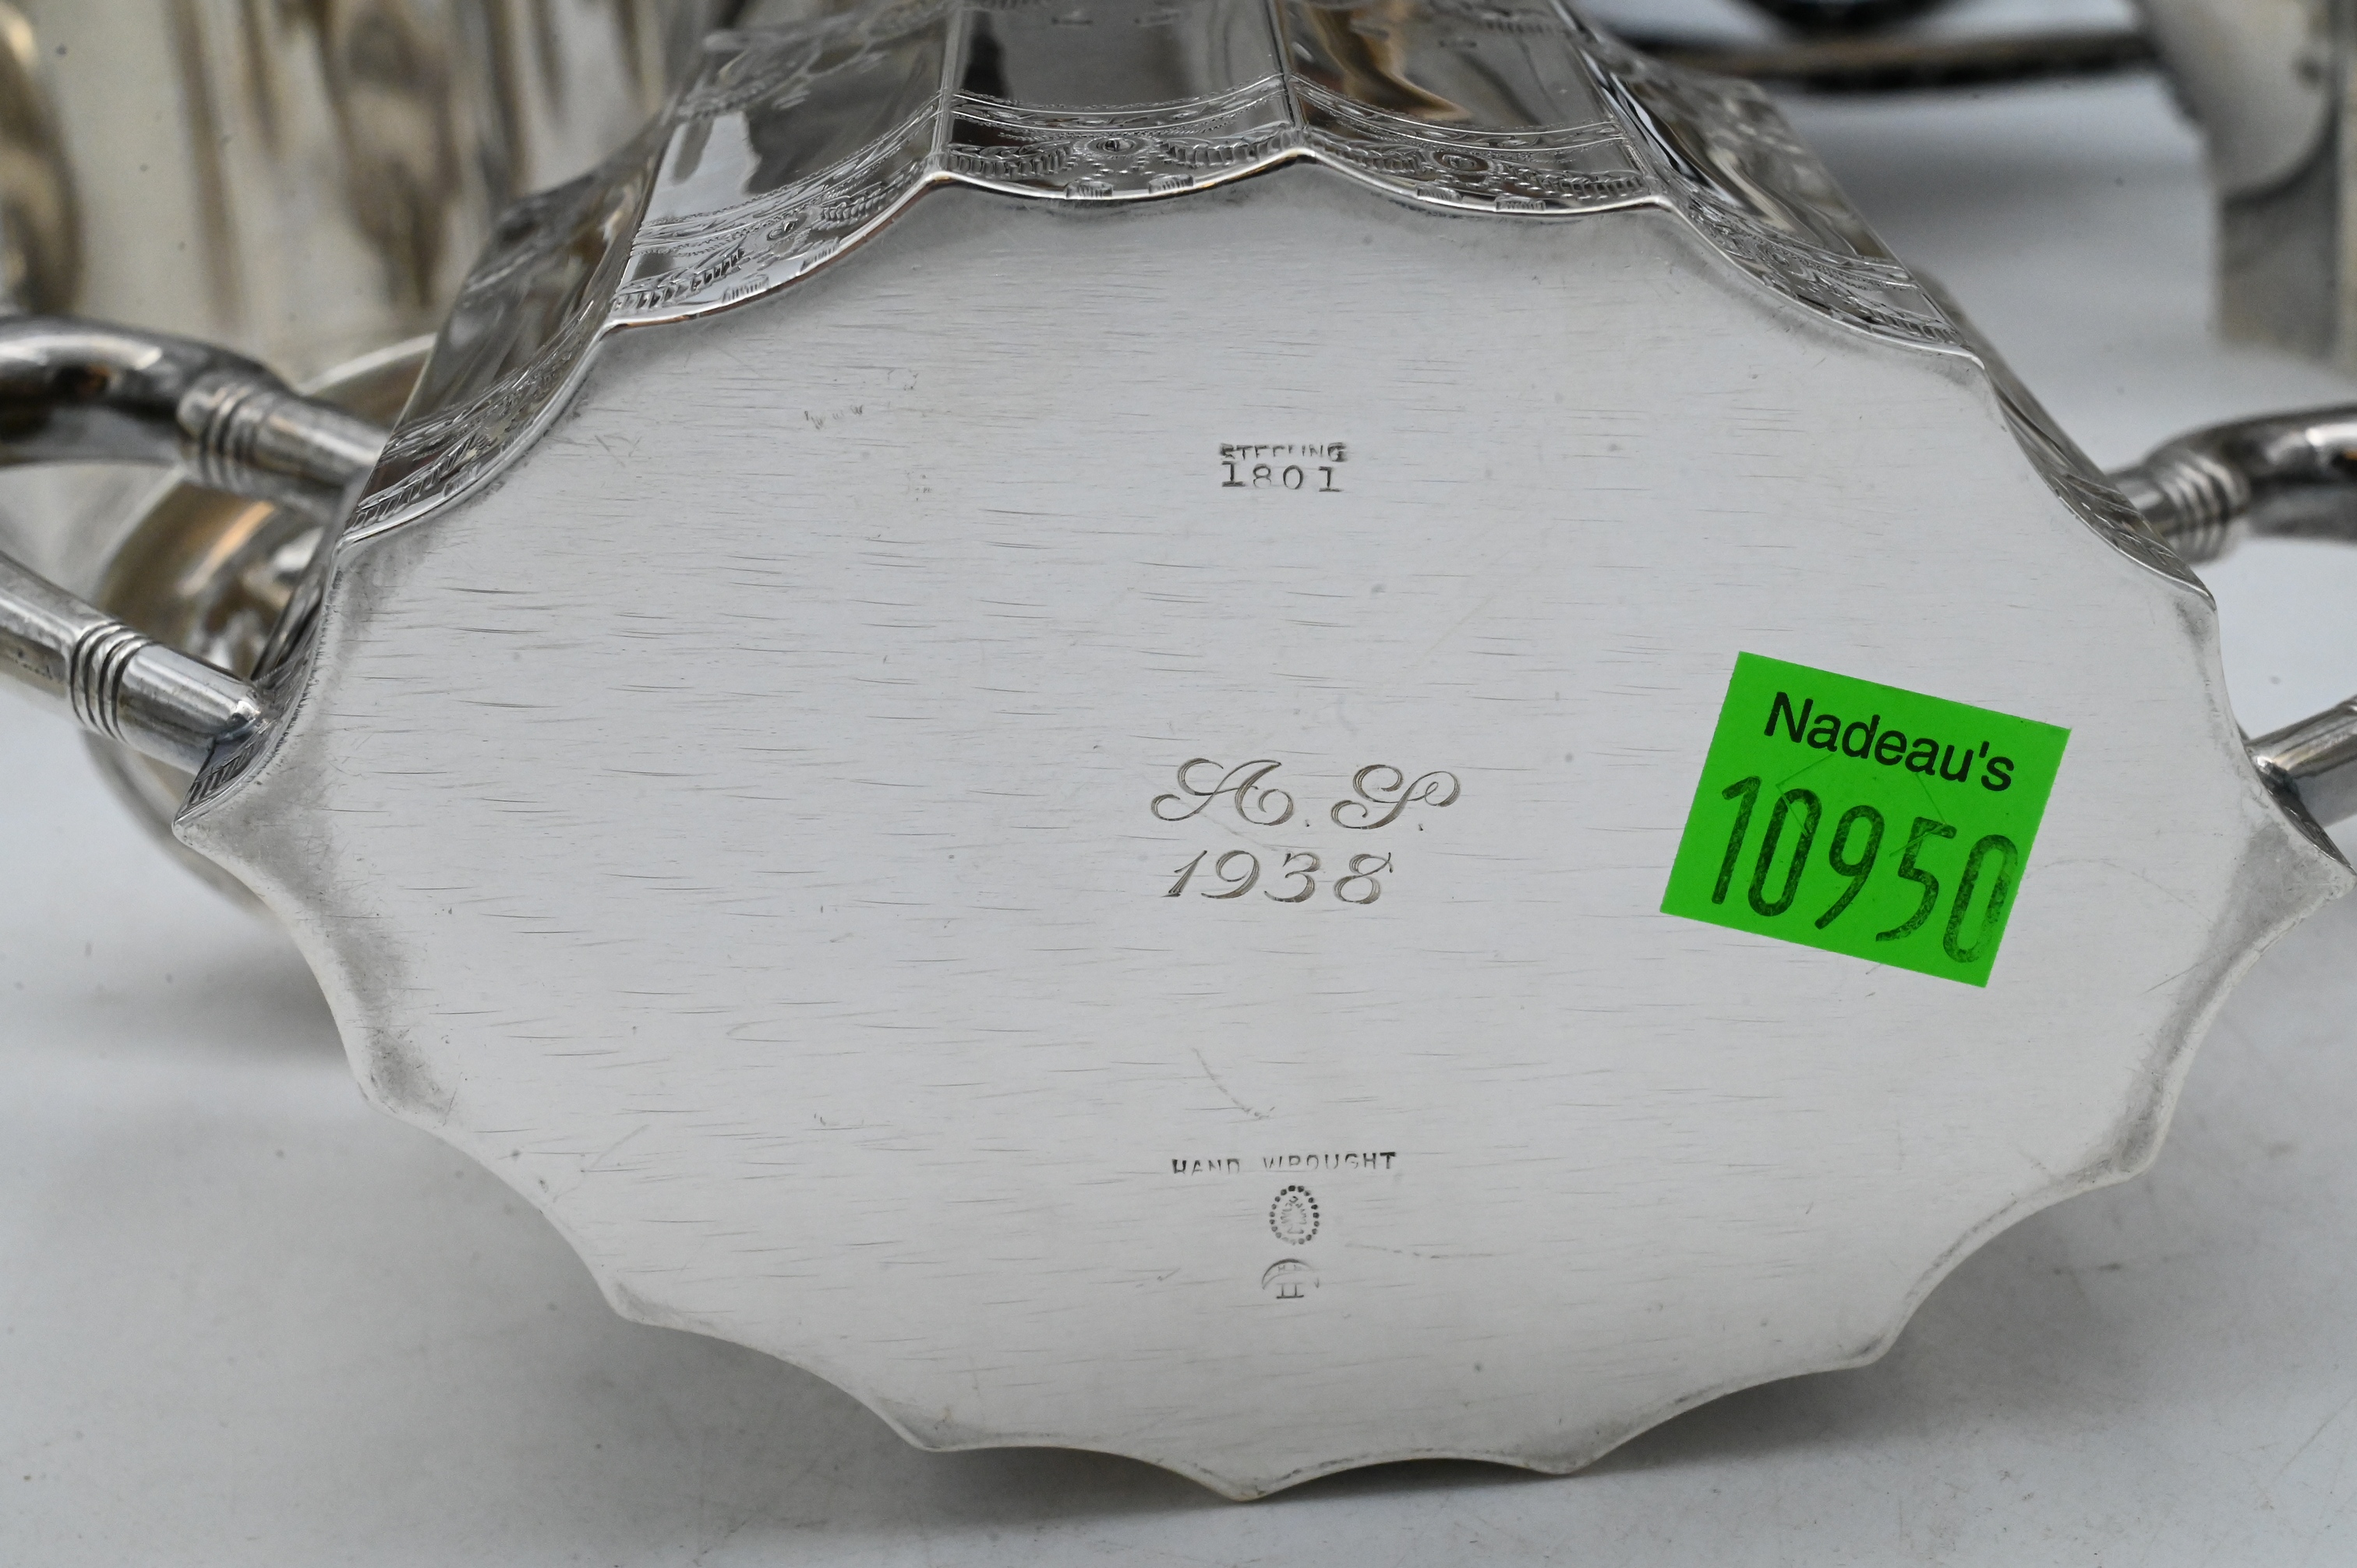 STERLING
1801
Nadeau's
10950
A. S.
1938
HAND WROUGHT